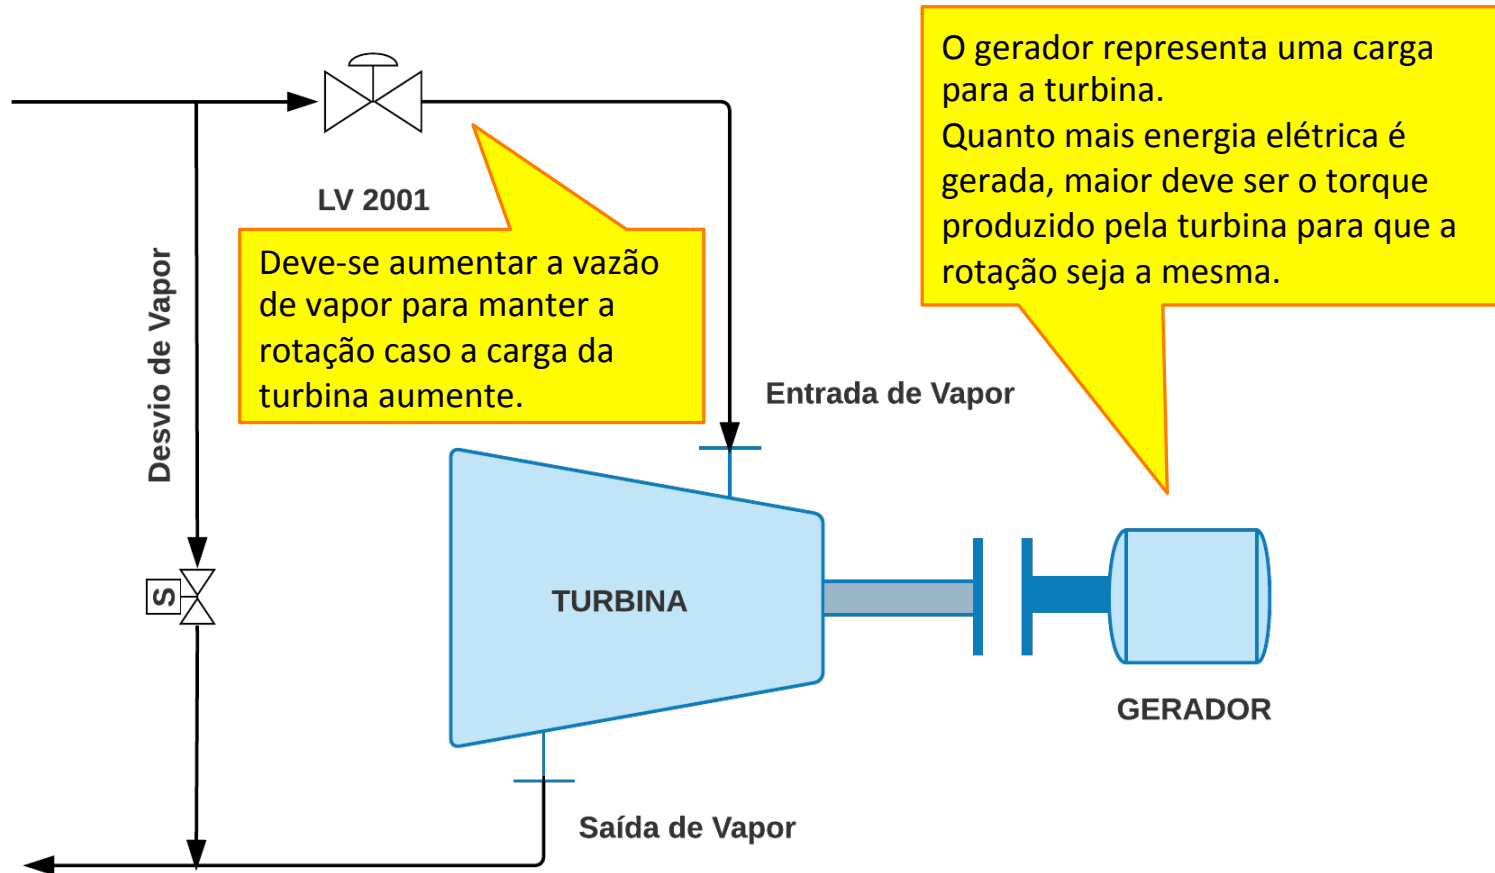 O gerador representa uma carga
para a turbina.
Quanto mais energia elétrica é
gerada, maior deve ser o torque
produzido pela turbina para que a
rotação seja a mesma.
LV 2001
Deve-se aumentar a vazão
de vapor para manter a
rotação caso a carga da
turbina aumente.
Desvio de Vapor
Entrada de Vapor
S
TURBINA
GERADOR
Saída de Vapor